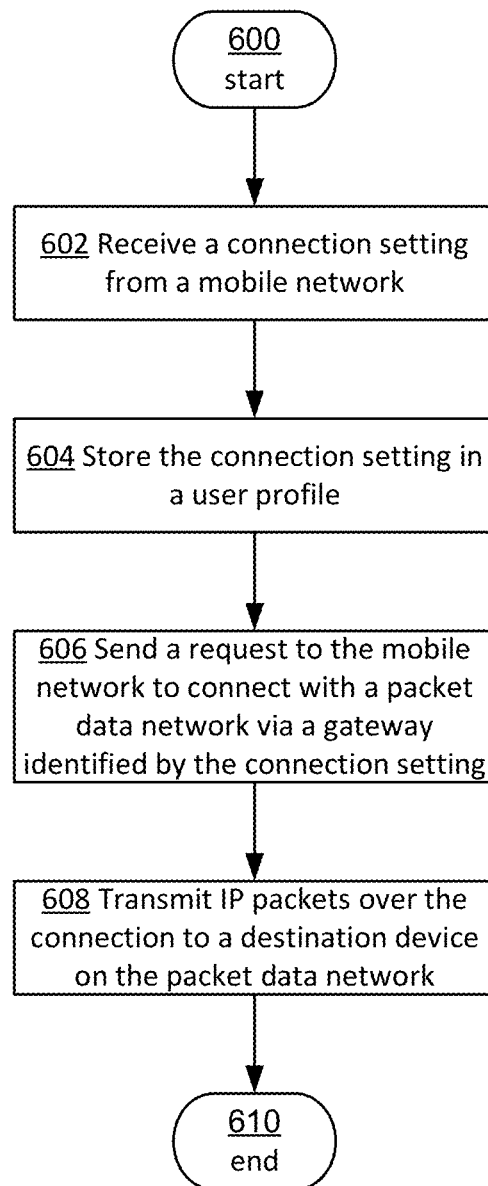 600
start
602 Receive a connection setting
from a mobile network
604 Store the connection setting in
a user profile
606 Send a request to the mobile
network to connect with a packet
data network via a gateway
identified by the connection setting
608 Transmit IP packets over the
connection to a destination device
on the packet data network
610
end